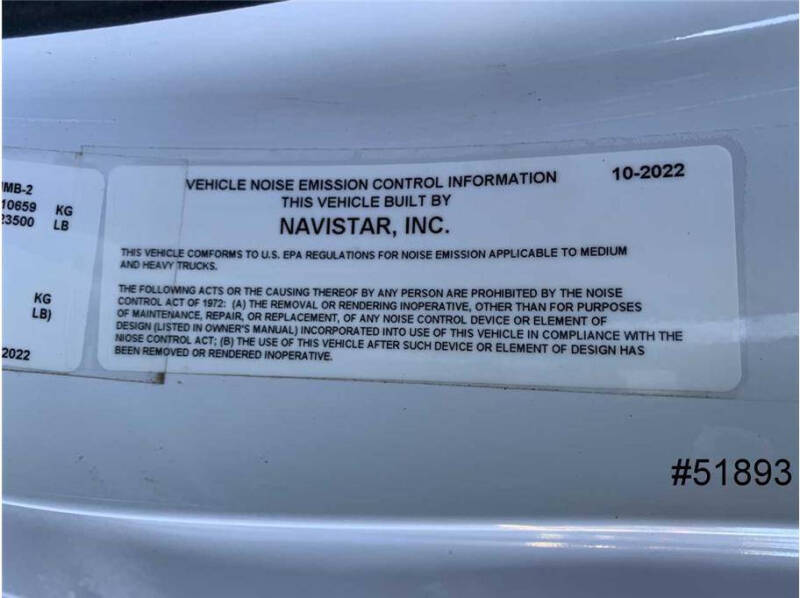 MB-2
10659 KG
23500 LB
KG
LB)
2022
VEHICLE NOISE EMISSION CONTROL INFORMATION 10-2022
THIS VEHICLE BUILT BY
NAVISTAR, INC.
THIS VEHICLE COMFORMS TO U.S. EPA REGULATIONS FOR NOISE EMISSION APPLICABLE TO MEDIUM
AND HEAVY TRUCKS.
THE FOLLOWING ACTS OR THE CAUSING THEREOF BY ANY PERSON ARE PROHIBITED BY THE NOISE
CONTROL ACT OF 1972: (A) THE REMOVAL OR RENDERING INOPERATIVE, OTHER THAN FOR PURPOSES
OF MAINTENANCE, REPAIR, OR REPLACEMENT, OF ANY NOISE CONTROL DEVICE OR ELEMENT OF
DESIGN (LISTED IN OWNER'S MANUAL) INCORPORATED INTO USE OF THIS VEHICLE IN COMPLIANCE WITH THE
NIOSE CONTROL ACT; (B) THE USE OF THIS VEHICLE AFTER SUCH DEVICE OR ELEMENT OF DESIGN HAS
BEEN REMOVED OR RENDERED INOPERATIVE.
#51893